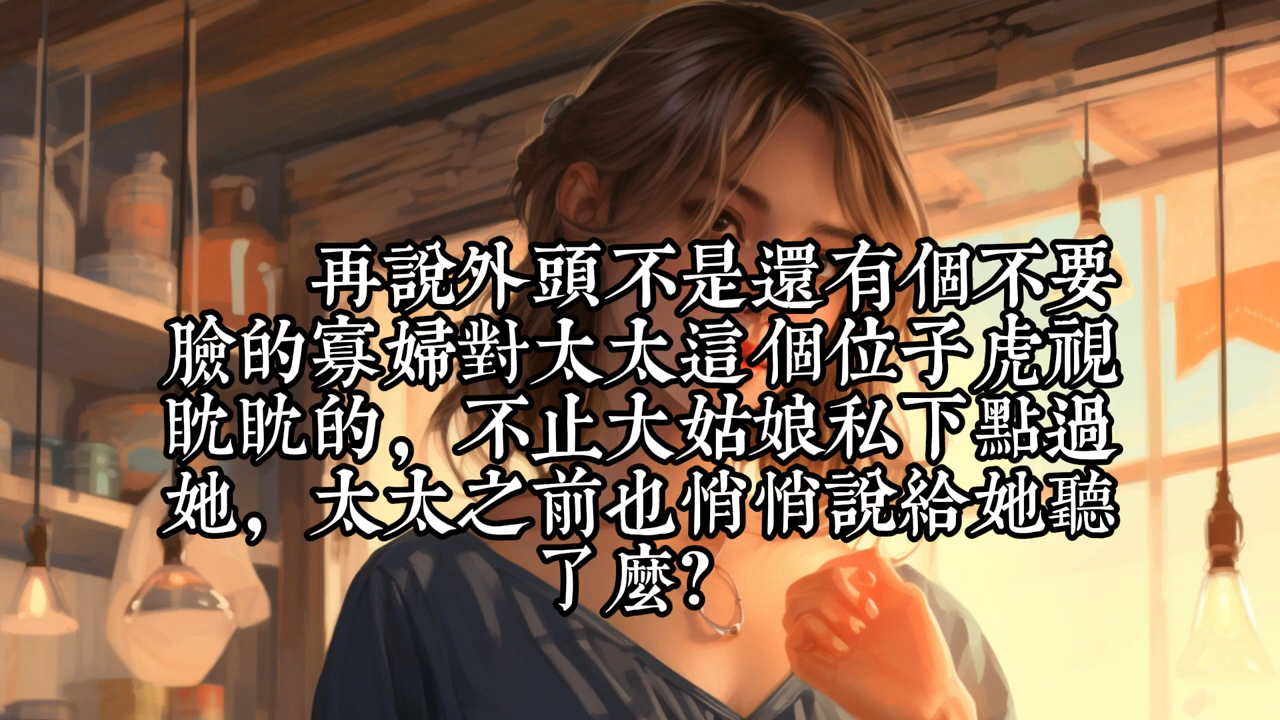 再說外頭不是還有個不要
臉的寡婦對太太這個位子虎視
眈眈的，不止大姑娘私下點過
她，太太之前也悄悄說給她聽
了麼？